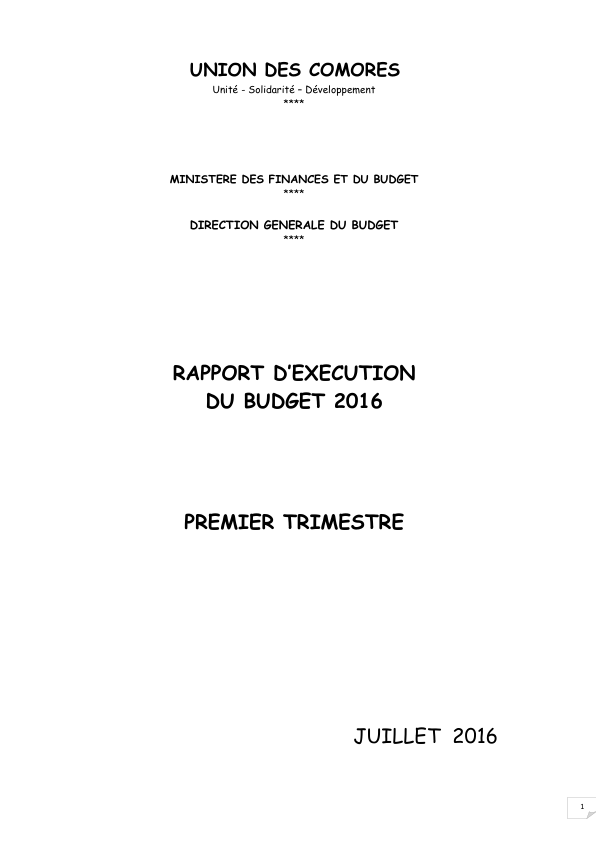 UNION DES COMORES
Unité - Solidarité – Développement
****
MINISTERE DES FINANCES ET DU BUDGET
****
DIRECTION GENERALE DU BUDGET
****
RAPPORT D’EXECUTION
DU BUDGET 2016
PREMIER TRIMESTRE
JUILLET 2016
1